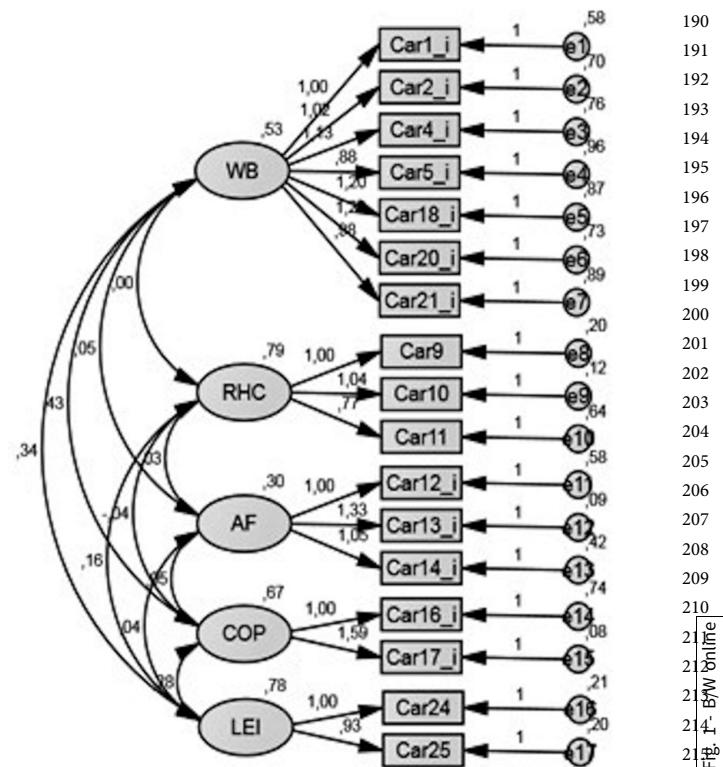 ,58
Car1_i 1 e1 190
,70
1,00 Car2_i 1 e2 191
,76
1,02 Car4_i 1 e3 192
,96
,53 1,13 Car5_i 1 e4 193
,87
WB ,88 Car18_i 1 e5 194
,73
1,20 Car20_i 1 e6 195
,89
,88 Car21_i 1 e7 196
197
198
,00 199
200
,20
,79 1,00 Car9 1 e8 201
,12
RHC 1,04 Car10 1 e9 202
,64
,77 Car11 1 e10 203
,05 204
,43 205
,34 ,03 206
,58
,30 1,00 Car12_i 1 e11 207
,09
AF 1,33 Car13_i 1 e12 208
,42
-,04 1,05 Car14_i 1 e13 209
,16
,74
,67 1,00 Car16_i 1 e14 210
,08
COP 1,59 Car17_i 1 e15 211
,04 212
,21
,78 1,00 Car24 1 e16 213
,20
LEI ,93 Car25 1 e17 214
Fig. 1 - B/W online